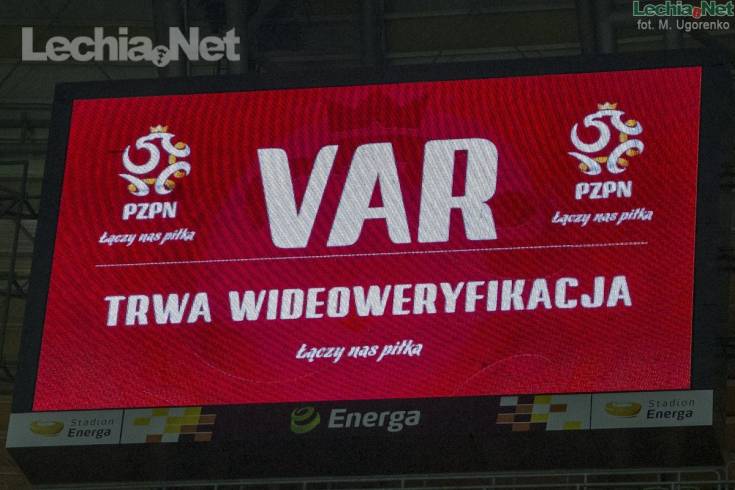 Lechia.Net
Lechia.Net
fot. M. Ugorenko
VAR
PZPN
Łączy nas piłka
PZPN
Łączy nas piłka
TRWA WIDEOWERYFIKACJA
Łączy nas piłka
Stadion
Energa
Energa
Stadion
Energa